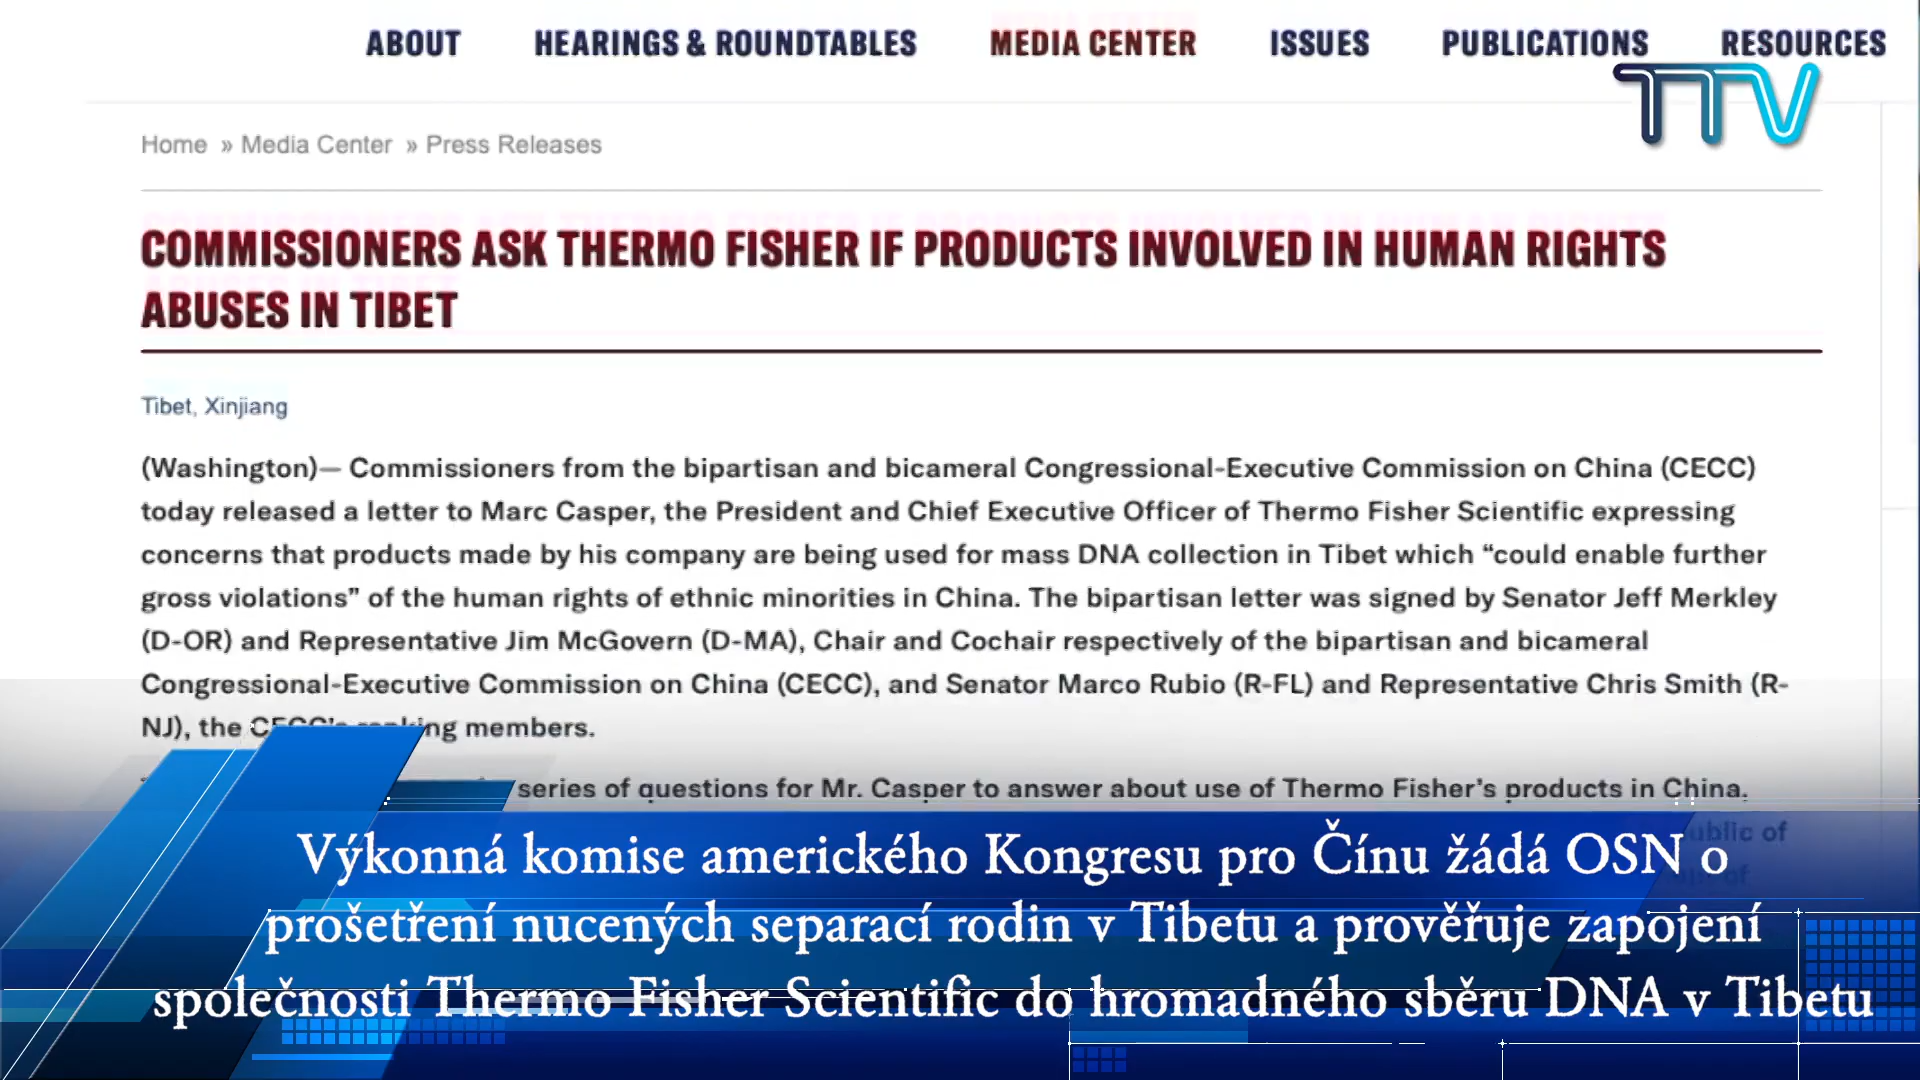 ABOUT HEARINGS & ROUNDTABLES MEDIA CENTER ISSUES PUBLICATIONS RESOURCES
TTV
Home » Media Center » Press Releases
COMMISSIONERS ASK THERMO FISHER IF PRODUCTS INVOLVED IN HUMAN RIGHTS
ABUSES IN TIBET
Tibet, Xinjiang
(Washington)— Commissioners from the bipartisan and bicameral Congressional-Executive Commission on China (CECC)
today released a letter to Marc Casper, the President and Chief Executive Officer of Thermo Fisher Scientific expressing
concerns that products made by his company are being used for mass DNA collection in Tibet which “could enable further
gross violations” of the human rights of ethnic minorities in China. The bipartisan letter was signed by Senator Jeff Merkley
(D-OR) and Representative Jim McGovern (D-MA), Chair and Cochair respectively of the bipartisan and bicameral
Congressional-Executive Commission on China (CECC), and Senator Marco Rubio (R-FL) and Representative Chris Smith (R-
NJ), the CECC’s ranking members.
series of questions for Mr. Casper to answer about use of Thermo Fisher’s products in China.
of
Výkonná komise amerického Kongresu pro Čínu žádá OSN o
prošetření nucených separací rodin v Tibetu a prověřuje zapojení
společnosti Thermo Fisher Scientific do hromadného sběru DNA v Tibetu